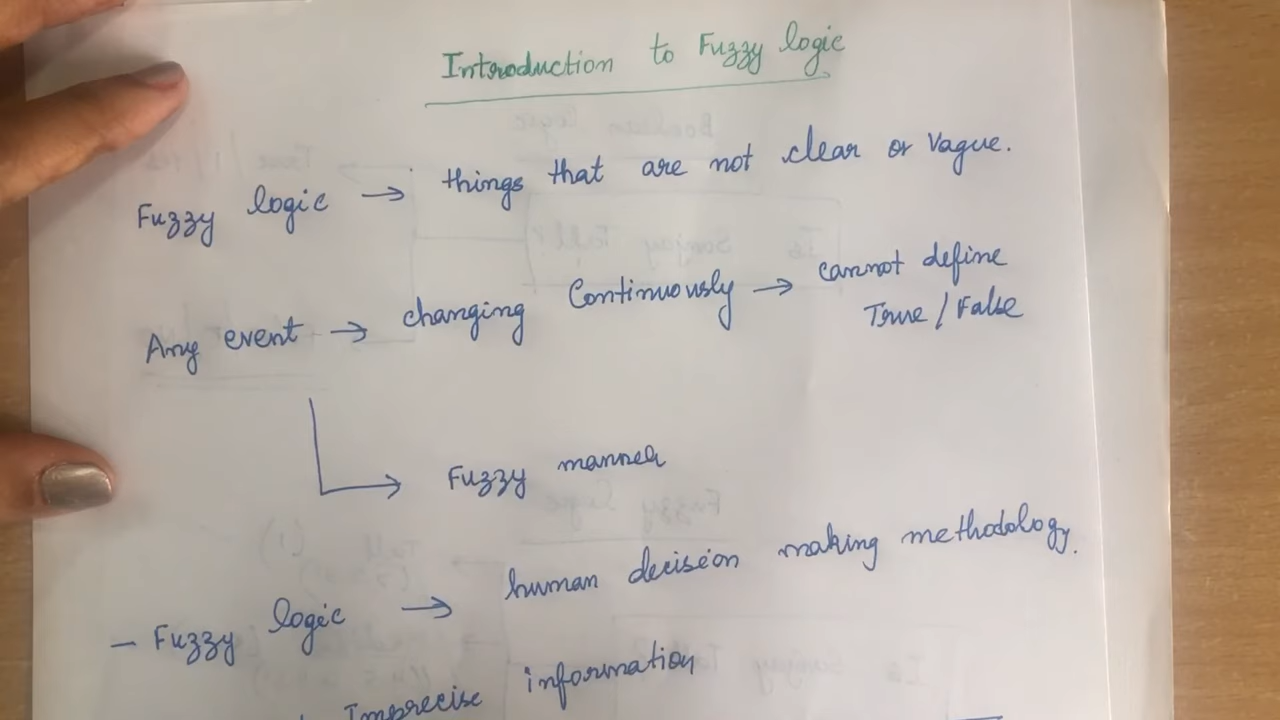 Introduction to Fuzzy logic
Fuzzy logic → things that are not clear or Vague.
Any event → changing Continuously → cannot define
True / False
Fuzzy manner
— Fuzzy logic → human decision making methodology.
Imprecise information